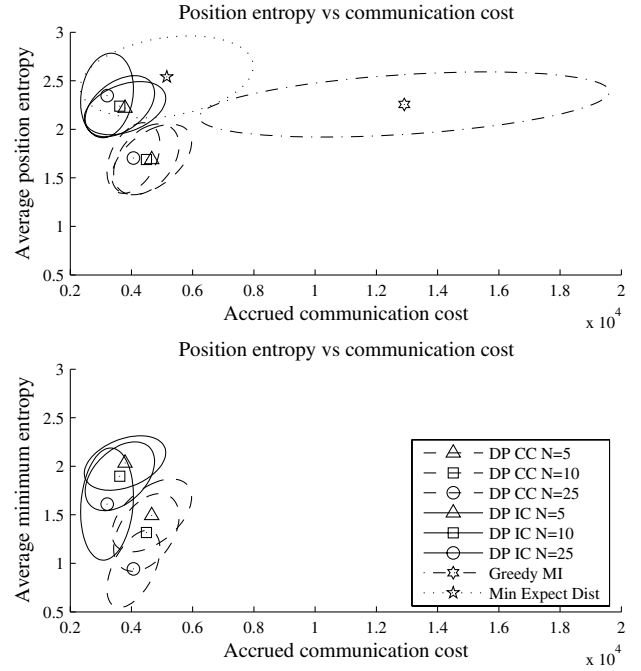 Position entropy vs communication cost
3
2.5
2
1.5
1
0.5
Average position entropy
0.2 0.4 0.6 0.8 1 1.2 1.4 1.6 1.8 2
Accrued communication cost
x 10^4
Position entropy vs communication cost
3
2.5
2
1.5
1
0.5
Average minimum entropy
DP CC N=5
DP CC N=10
DP CC N=25
DP IC N=5
DP IC N=10
DP IC N=25
Greedy MI
Min Expect Dist
0.2 0.4 0.6 0.8 1 1.2 1.4 1.6 1.8 2
Accrued communication cost
x 10^4